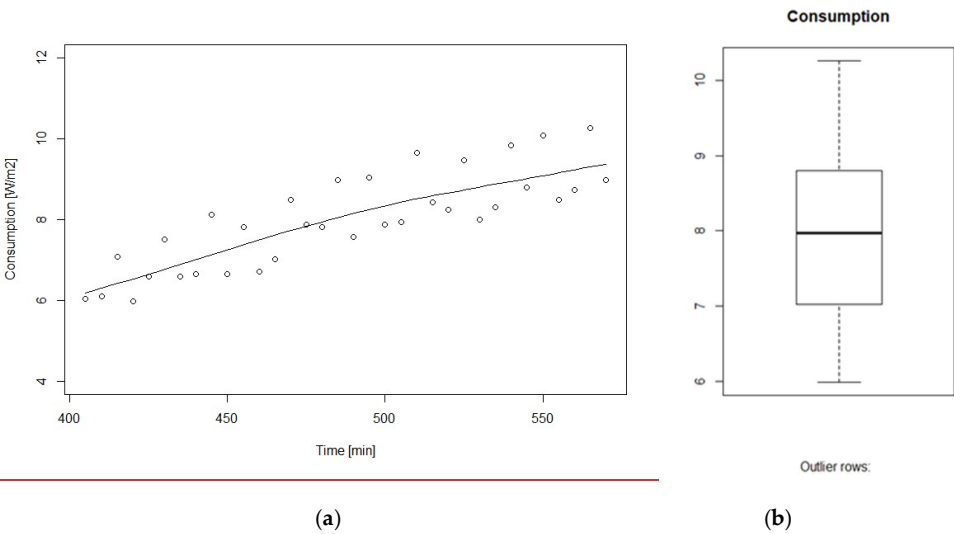 Consumption
Consumption [W/m2]
12
10
8
6
4
400
450
500
550
Time [min]
10
9
8
7
6
Outlier rows:
(a)
(b)